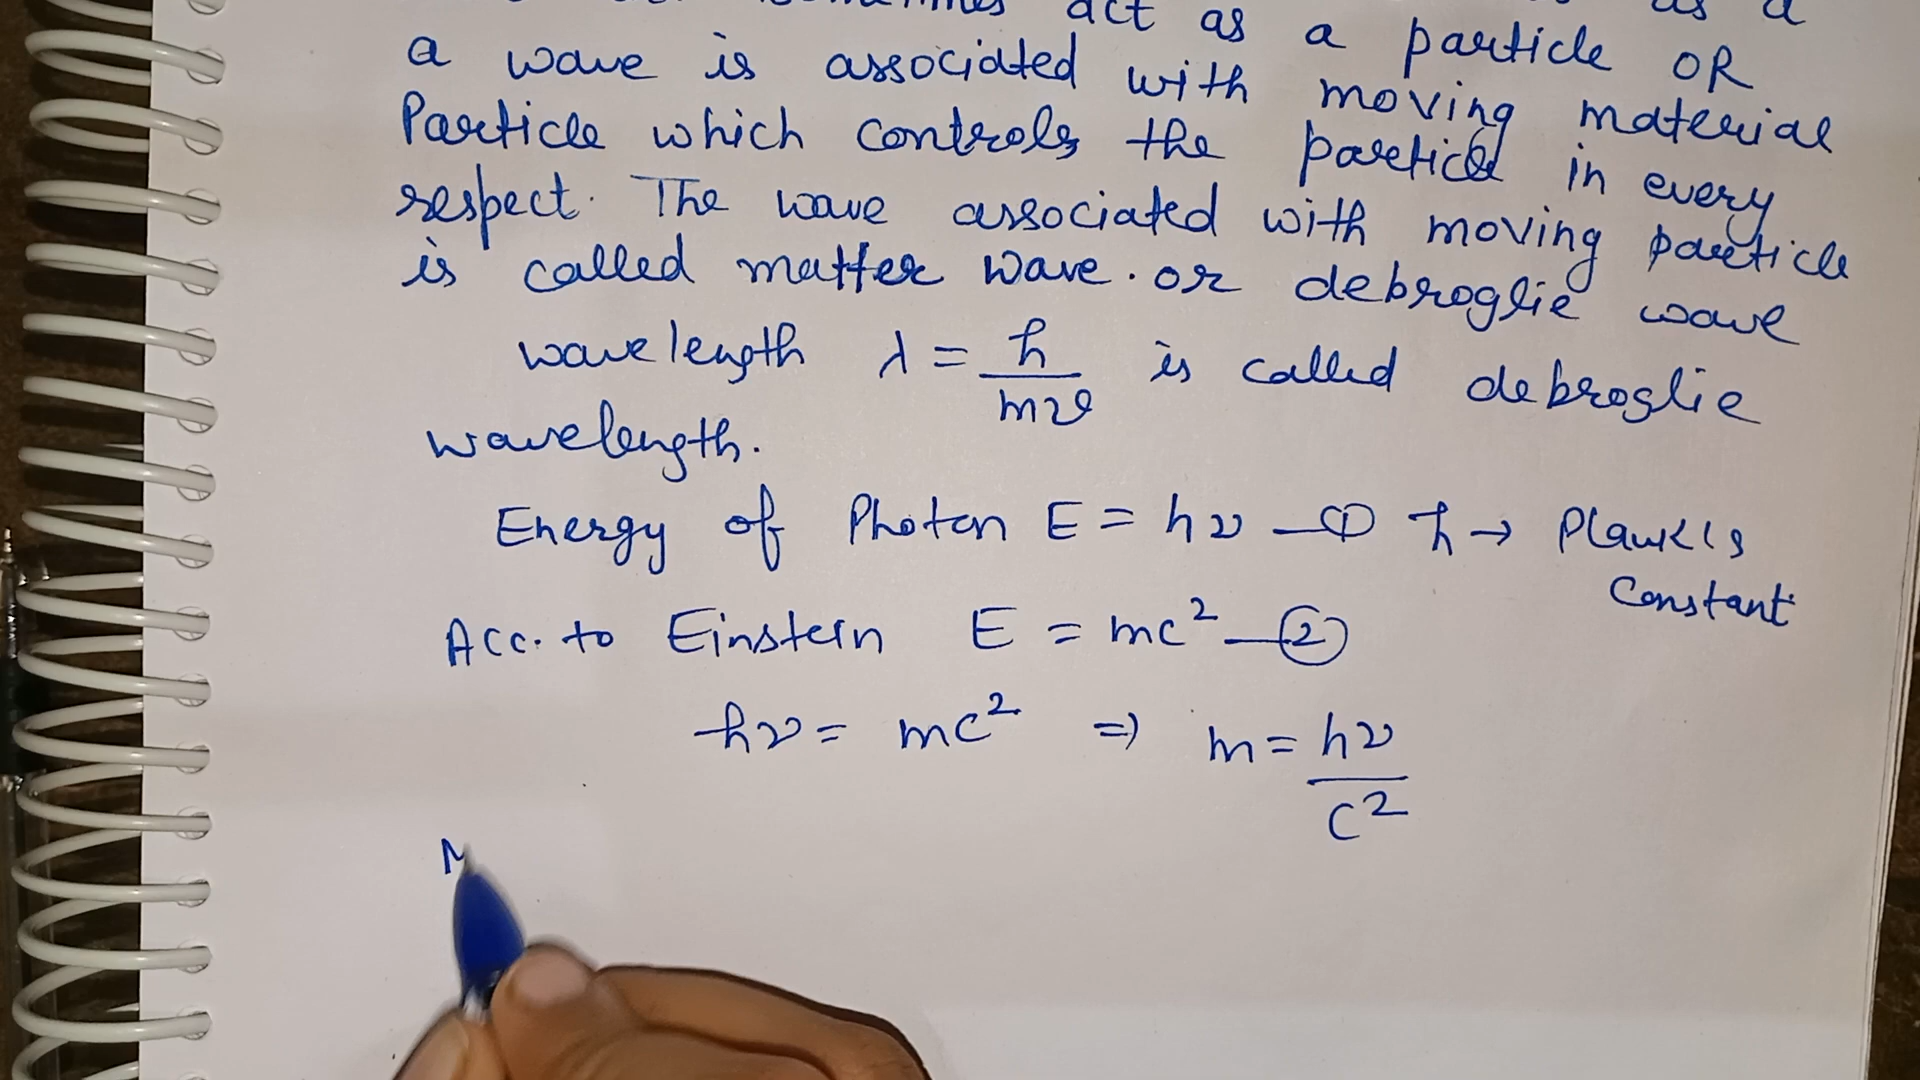 act as a particle OR
a wave is associated with moving material
Particle which controls the particle in every
respect. The wave associated with moving particle
is called matter wave. or debroglie wave
wavelength λ = h/mv is called debroglie
wavelength.
Energy of Photon E = hν —① h → Planck's
Constant
Acc. to Einstein E = mc² —②
hν = mc² ⇒ m = hν/c²